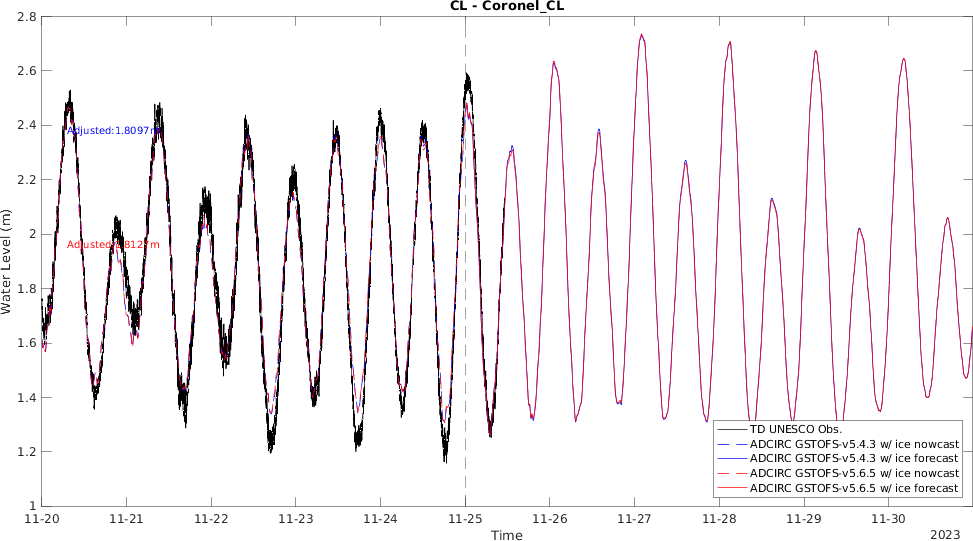 CL - Coronel_CL
2.8
2.6
2.4
2.2
2
1.8
1.6
1.4
1.2
1
Water Level (m)
Adjusted:1.8097m
Adjusted:1.8127m
TD UNESCO Obs.
ADCIRC GSTOFS-v5.4.3 w/ ice nowcast
ADCIRC GSTOFS-v5.4.3 w/ ice forecast
ADCIRC GSTOFS-v5.6.5 w/ ice nowcast
ADCIRC GSTOFS-v5.6.5 w/ ice forecast
11-20 11-21 11-22 11-23 11-24 11-25 11-26 11-27 11-28 11-29 11-30
Time
2023